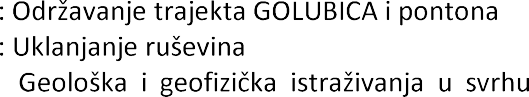 : Održavanje trajekta GOLUBICA i pontona
: Uklanjanje ruševina
Geološka i geofizička istraživanja u svrhu